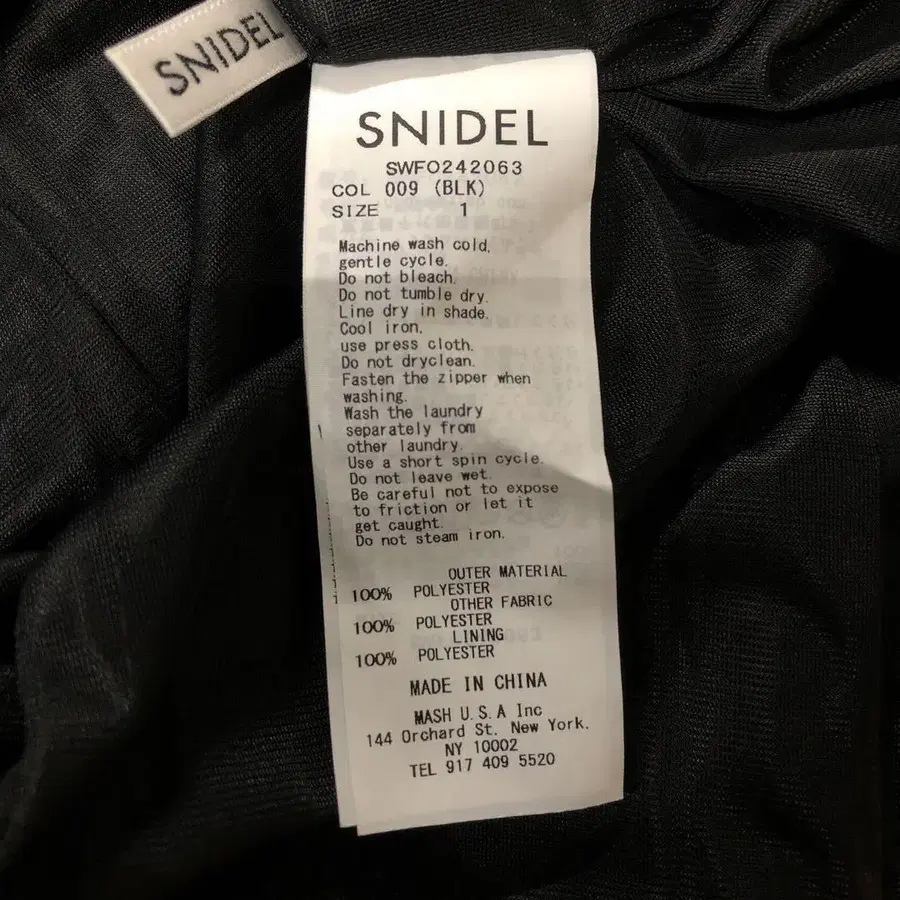 SNIDEL
SNIDEL
SWFO242063
COL 009 (BLK)
SIZE 1
Machine wash cold,
gentle cycle.
Do not bleach.
Do not tumble dry.
Line dry in shade.
Cool iron,
use press cloth.
Do not dryclean.
Fasten the zipper when
washing.
Wash the laundry
separately from
other laundry.
Use a short spin cycle.
Do not leave wet.
Be careful not to expose
to friction or let it
get caught.
Do not steam iron.
OUTER MATERIAL
100% POLYESTER
OTHER FABRIC
100% POLYESTER
LINING
100% POLYESTER
MADE IN CHINA
MASH U.S.A Inc
144 Orchard St. New York.
NY 10002
TEL 917 409 5520